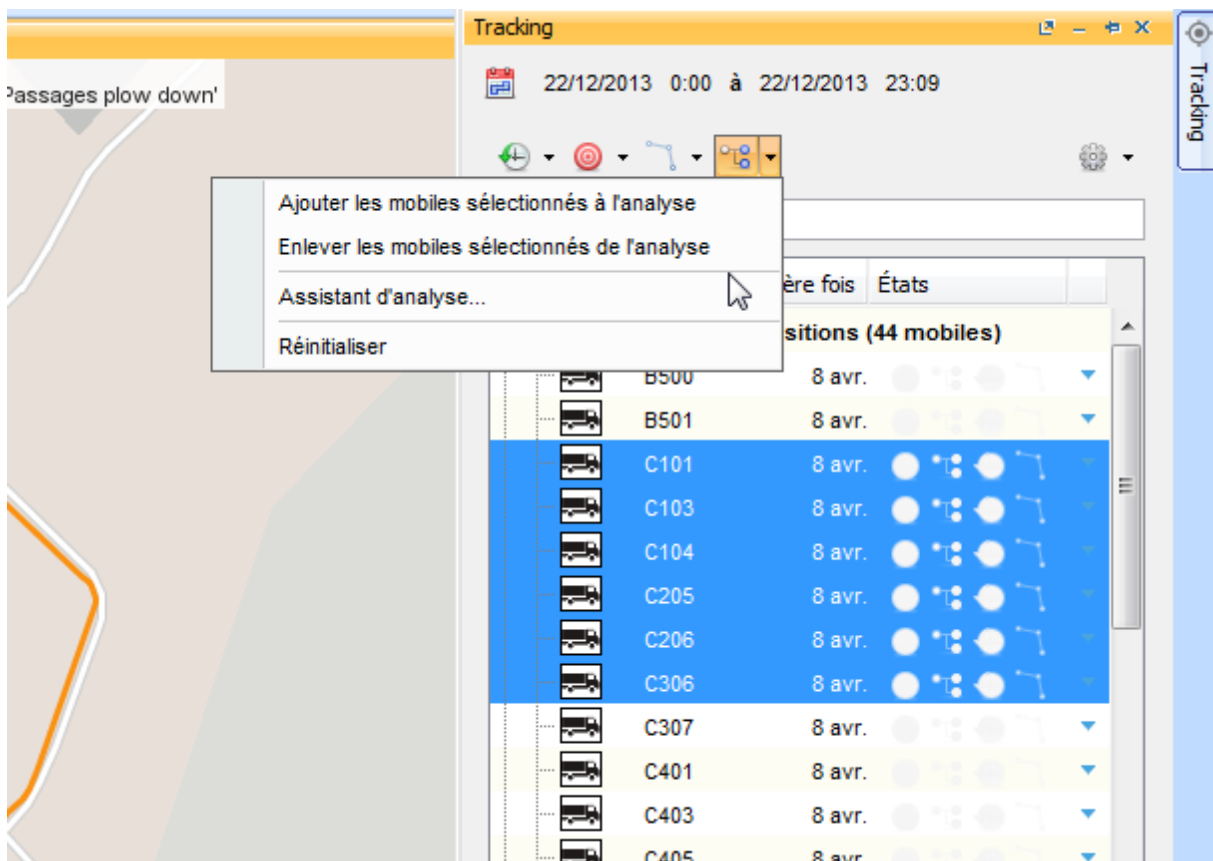 Tracking
22/12/2013 0:00 à 22/12/2013 23:09
Passages plow down'
Ajouter les mobiles sélectionnés à l'analyse
Enlever les mobiles sélectionnés de l'analyse
Assistant d'analyse...
Réinitialiser
ère fois États
sitions (44 mobiles)
B500 8 avr.
B501 8 avr.
C101 8 avr.
C103 8 avr.
C104 8 avr.
C205 8 avr.
C206 8 avr.
C306 8 avr.
C307 8 avr.
C401 8 avr.
C403 8 avr.
C405 8 avr.
Tracking